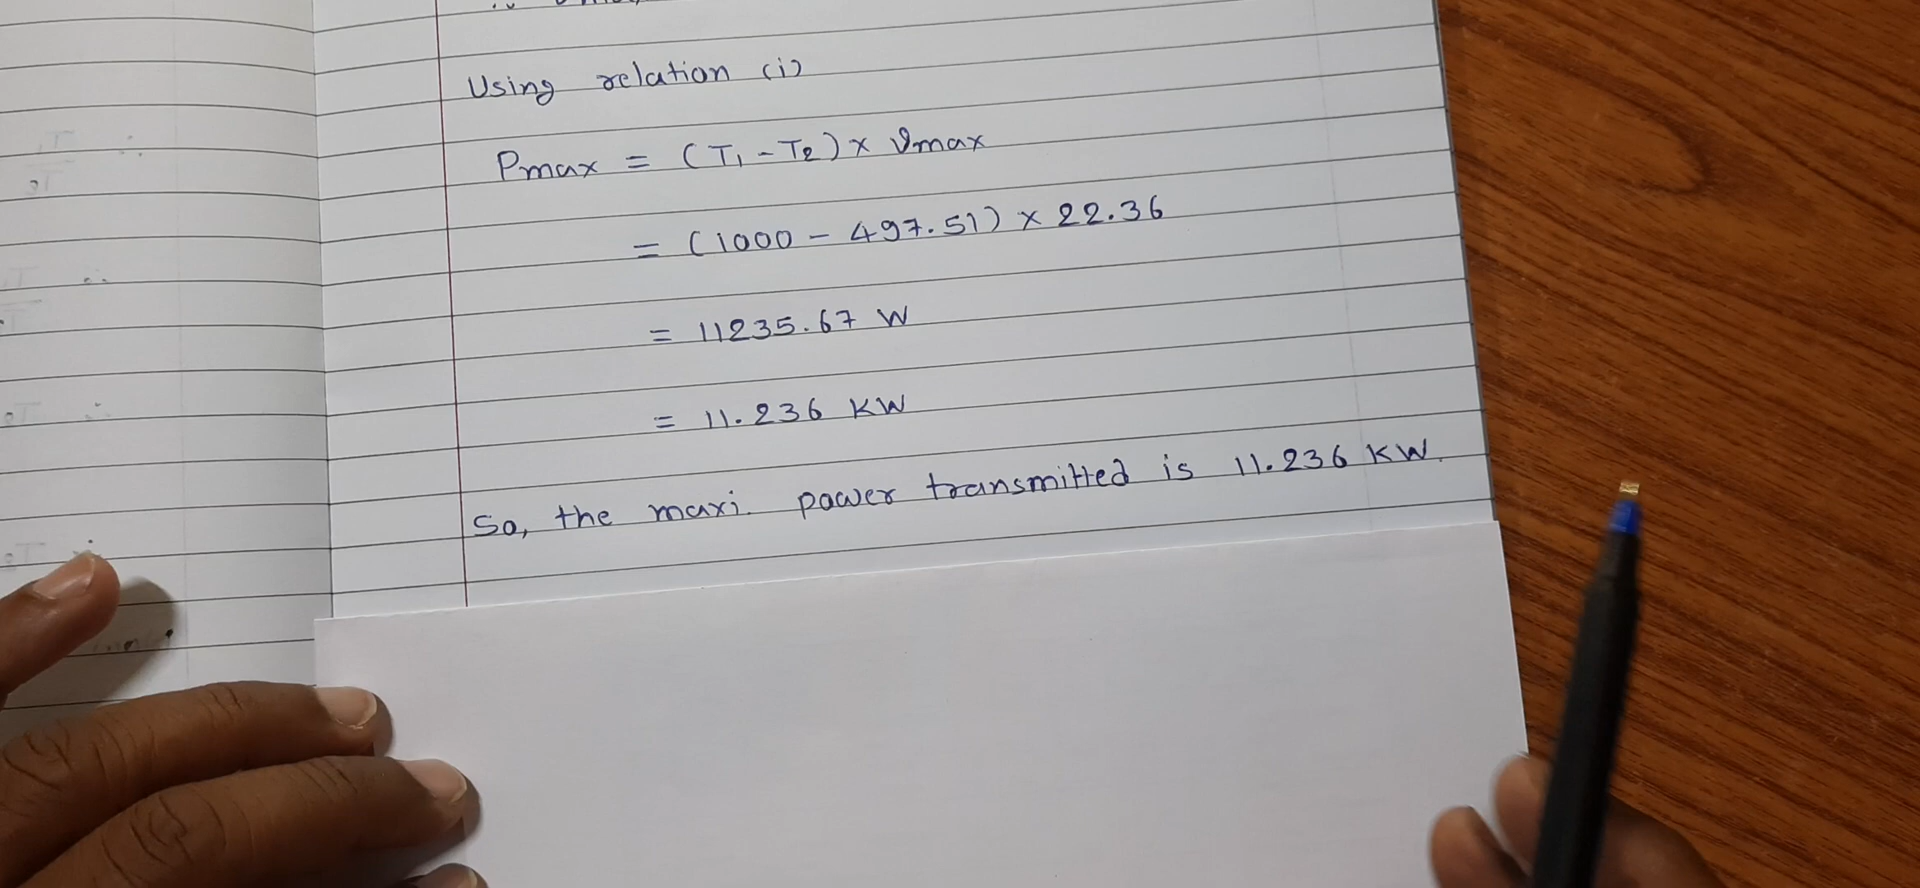 Using relation (i)
Pmax = (T1 - T2) × vmax
= (1000 - 497.51) × 22.36
= 11235.67 W
= 11.236 KW
So, the maxi. power transmitted is 11.236 KW.